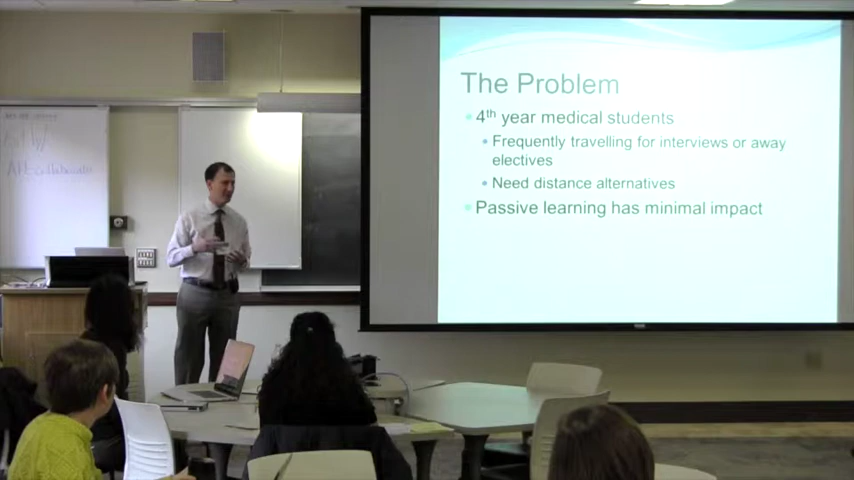 The Problem
4th year medical students
Frequently travelling for interviews or away
electives
Need distance alternatives
Passive learning has minimal impact